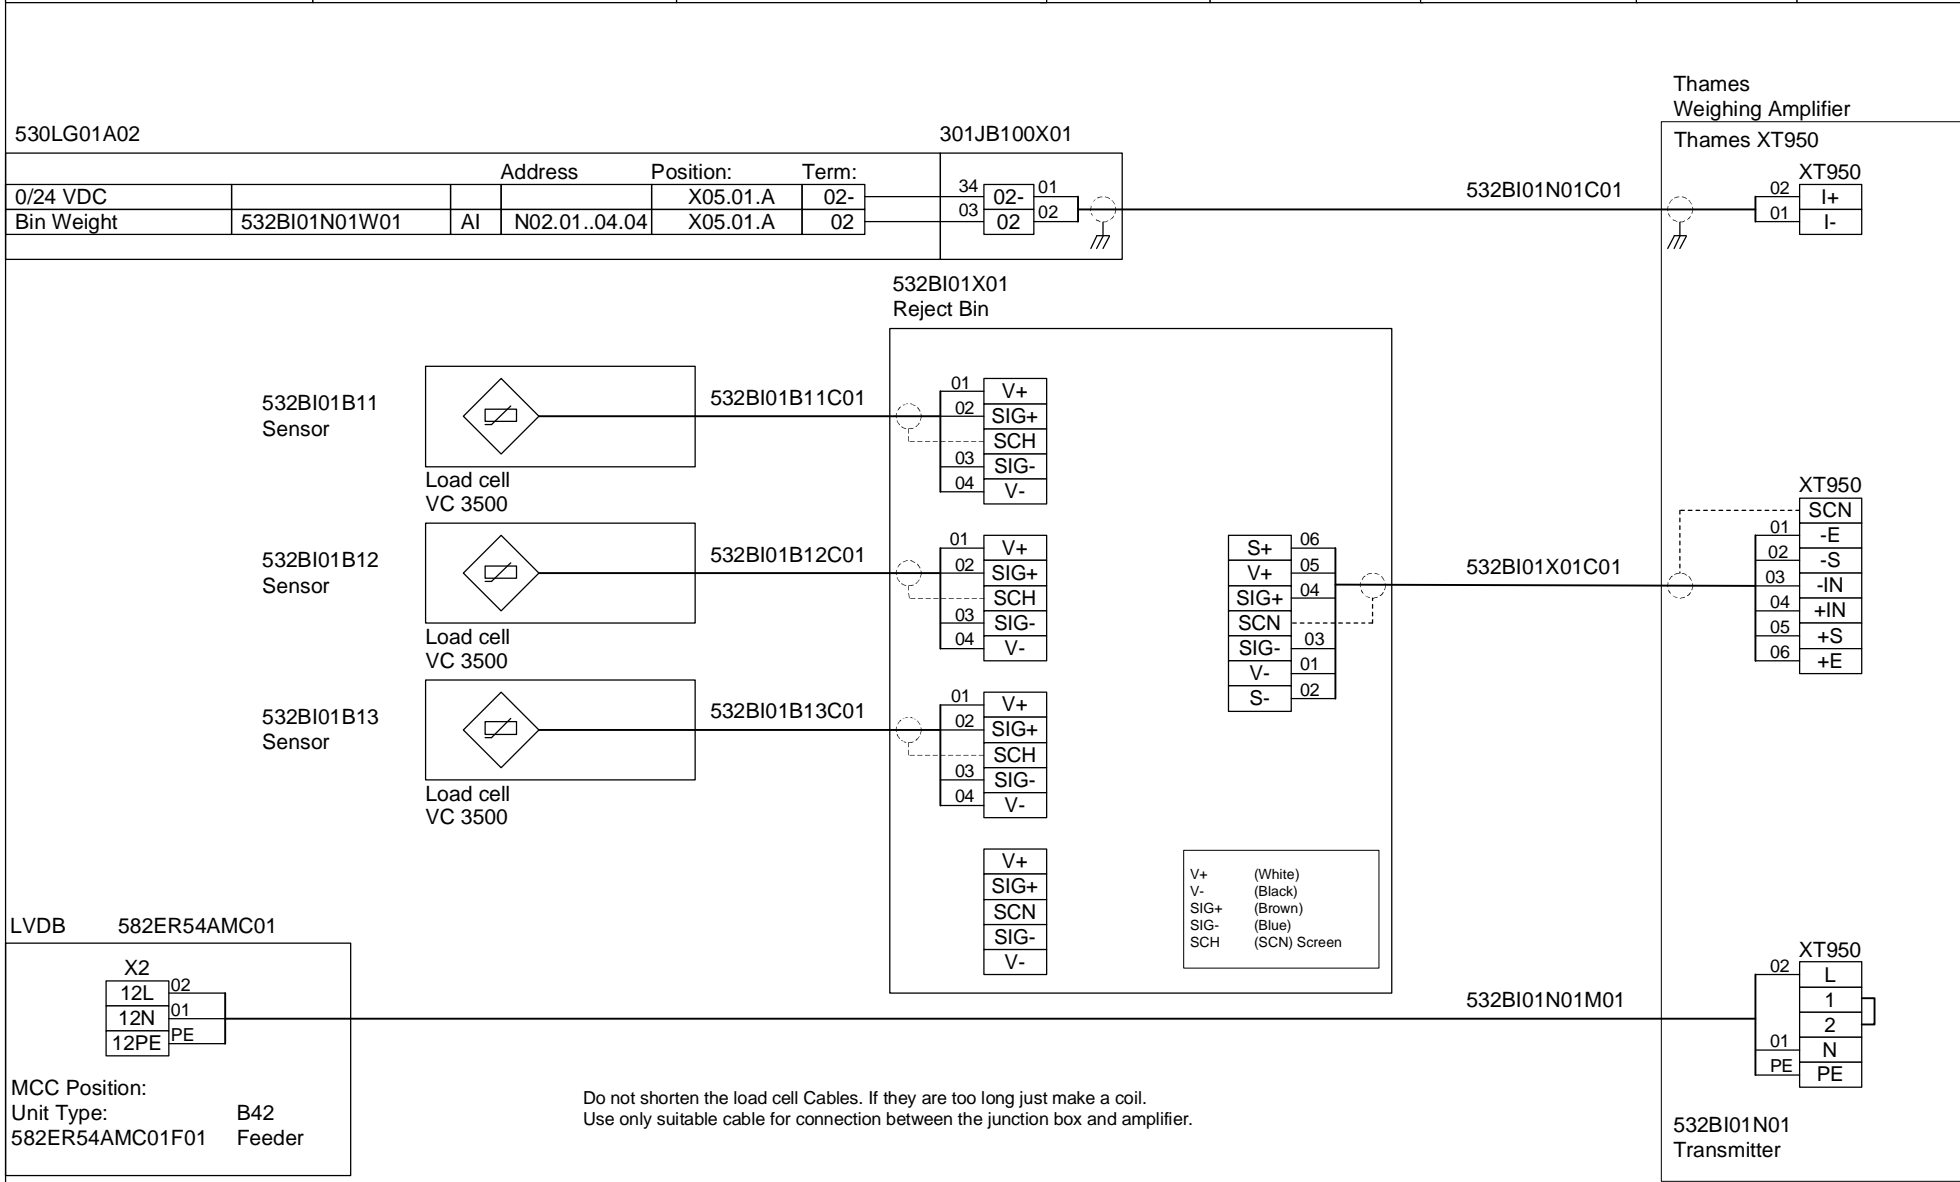 Thames
Weighing Amplifier
530LG01A02
301JB100X01
Thames XT950
Address Position: Term:
0/24 VDC X05.01.A 02-
Bin Weight 532BI01N01W01 AI N02.01..04.04 X05.01.A 02
34 02- 01
03 02 02
532BI01N01C01
XT950
02 I+
01 I-
532BI01X01
Reject Bin
532BI01B11
Sensor
Load cell
VC 3500
532BI01B11C01
01 V+
02 SIG+
SCH
03 SIG-
04 V-
532BI01B12
Sensor
Load cell
VC 3500
532BI01B12C01
01 V+
02 SIG+
SCH
03 SIG-
04 V-
532BI01B13
Sensor
Load cell
VC 3500
532BI01B13C01
01 V+
02 SIG+
SCH
03 SIG-
04 V-
V+
SIG+
SCN
SIG-
V-
S+ 06
V+ 05
SIG+ 04
SCN
SIG- 03
V- 01
S- 02
532BI01X01C01
XT950
SCN
01 -E
02 -S
03 -IN
04 +IN
05 +S
06 +E
V+ (White)
V- (Black)
SIG+ (Brown)
SIG- (Blue)
SCH (SCN) Screen
LVDB 582ER54AMC01
X2
12L 02
12N 01
12PE PE
MCC Position:
Unit Type: B42
582ER54AMC01F01 Feeder
532BI01N01M01
XT950
02 L
1
2
01 N
PE PE
532BI01N01
Transmitter
Do not shorten the load cell Cables. If they are too long just make a coil.
Use only suitable cable for connection between the junction box and amplifier.